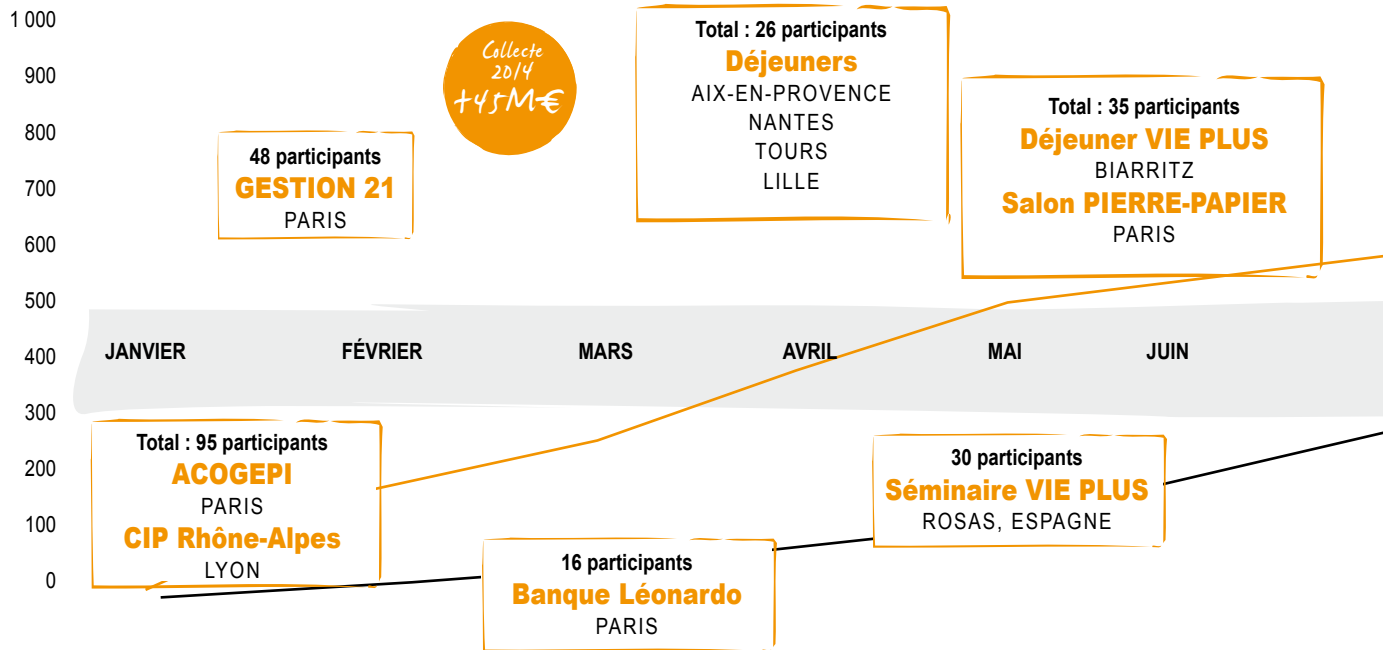 1 000
900
800
700
600
500
400
300
200
100
0
Collecte
2014
+45M€
48 participants
GESTION 21
PARIS
Total : 26 participants
Déjeuners
AIX-EN-PROVENCE
NANTES
TOURS
LILLE
Total : 35 participants
Déjeuner VIE PLUS
BIARRITZ
Salon PIERRE-PAPIER
PARIS
JANVIER FÉVRIER MARS AVRIL MAI JUIN
Total : 95 participants
ACOGEPI
PARIS
CIP Rhône-Alpes
LYON
16 participants
Banque Léonardo
PARIS
30 participants
Séminaire VIE PLUS
ROSAS, ESPAGNE